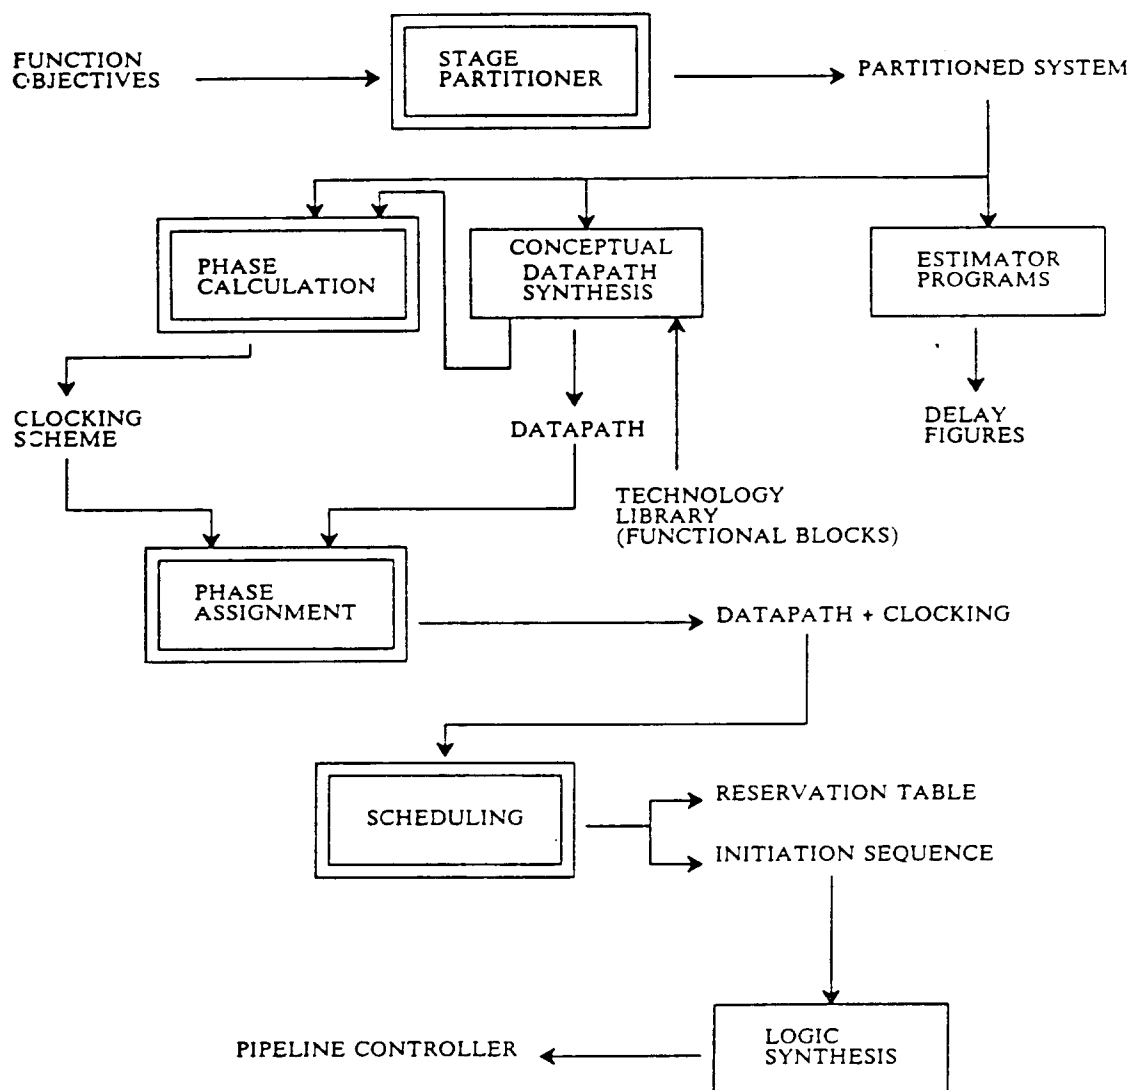 FUNCTION
OBJECTIVES
STAGE
PARTITIONER
PARTITIONED SYSTEM
PHASE
CALCULATION
CONCEPTUAL
DATAPATH
SYNTHESIS
ESTIMATOR
PROGRAMS
CLOCKING
SCHEME
DATAPATH
DELAY
FIGURES
TECHNOLOGY
LIBRARY
(FUNCTIONAL BLOCKS)
PHASE
ASSIGNMENT
DATAPATH + CLOCKING
SCHEDULING
RESERVATION TABLE
INITIATION SEQUENCE
PIPELINE CONTROLLER
LOGIC
SYNTHESIS